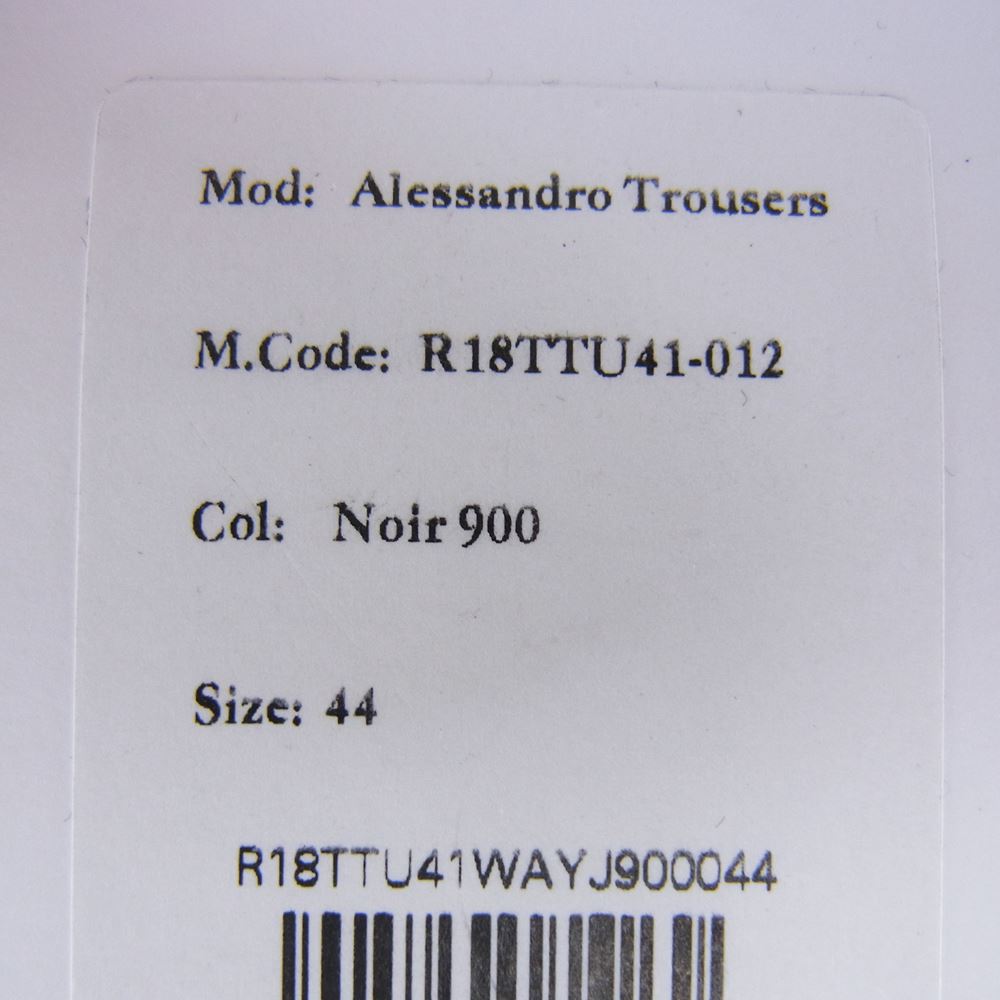 Mod: Alessandro Trousers
M.Code: R18TTU41-012
Col: Noir 900
Size: 44
R18TTU41WAYJ900044